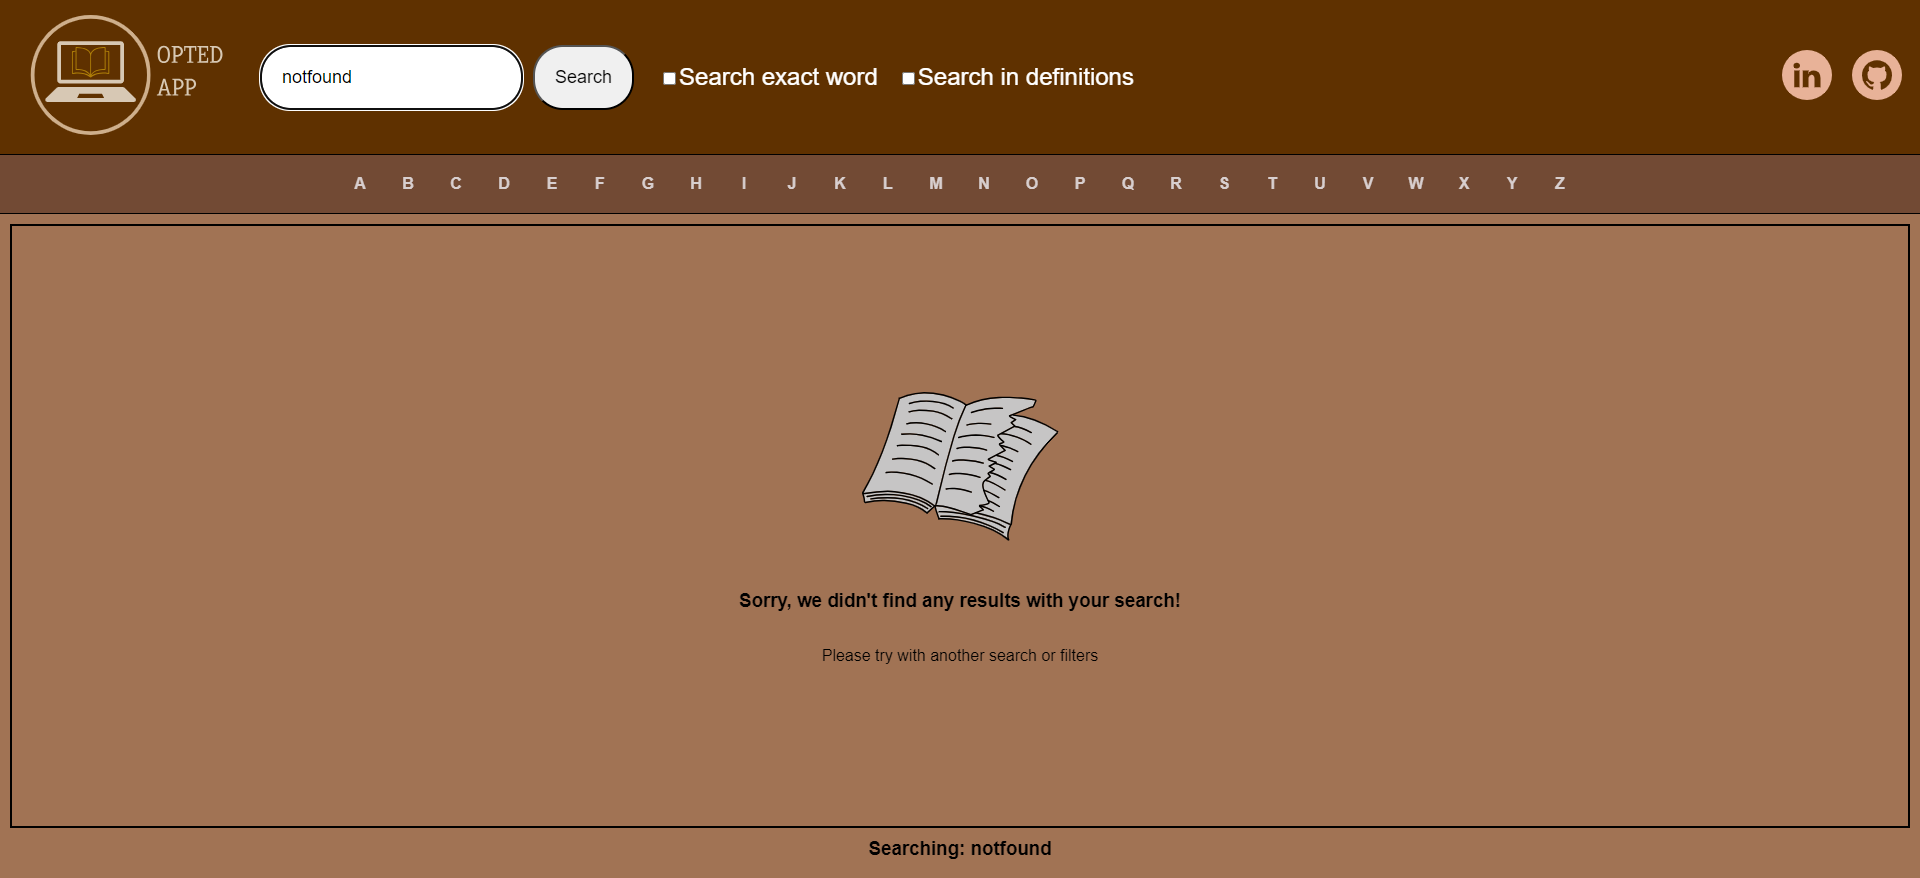 OPTED
APP
notfound
Search
Search exact word
Search in definitions
in
A B C D E F G H I J K L M N O P Q R S T U V W X Y Z
Sorry, we didn't find any results with your search!
Please try with another search or filters
Searching: notfound